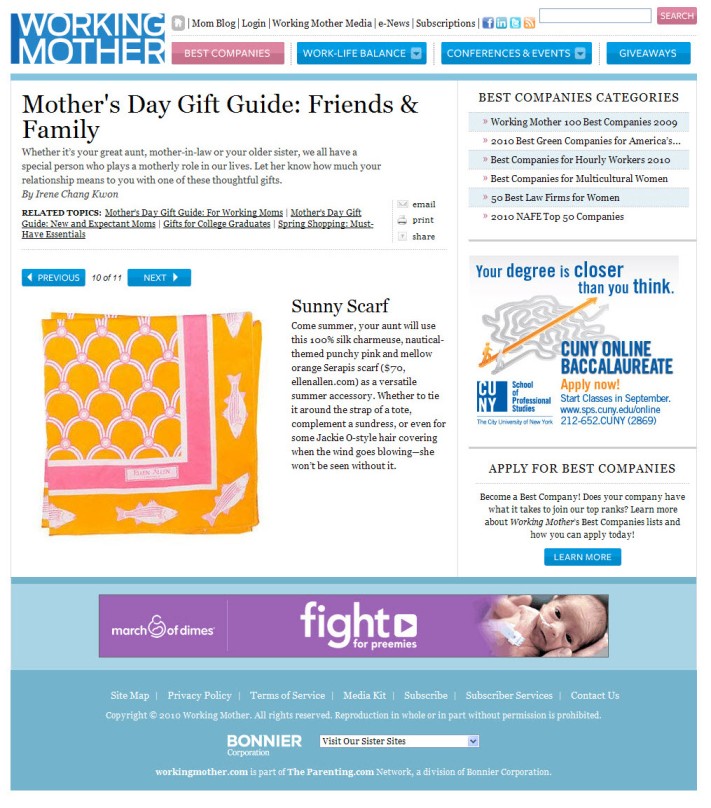 WORKING
MOTHER
| Mom Blog | Login | Working Mother Media | e-News | Subscriptions |
SEARCH
BEST COMPANIES
WORK-LIFE BALANCE
CONFERENCES & EVENTS
GIVEAWAYS
Mother's Day Gift Guide: Friends &
Family
Whether it's your great aunt, mother-in-law or your older sister, we all have a
special person who plays a motherly role in our lives. Let her know how much your
relationship means to you with one of these thoughtful gifts.
By Irene Chang Kwon
RELATED TOPICS: Mother's Day Gift Guide: For Working Moms | Mother's Day Gift
Guide: New and Expectant Moms | Gifts for College Graduates | Spring Shopping: Must-
Have Essentials
email
print
share
PREVIOUS 10 of 11 NEXT
Sunny Scarf
Come summer, your aunt will use
this 100% silk charmeuse, nautical-
themed punchy pink and mellow
orange Serapis scarf ($70,
ellenallen.com) as a versatile
summer accessory. Whether to tie
it around the strap of a tote,
complement a sundress, or even for
some Jackie O-style hair covering
when the wind goes blowing—she
won't be seen without it.
BEST COMPANIES CATEGORIES
» Working Mother 100 Best Companies 2009
» 2010 Best Green Companies for America's...
» Best Companies for Hourly Workers 2010
» Best Companies for Multicultural Women
» 50 Best Law Firms for Women
» 2010 NAFE Top 50 Companies
Your degree is closer
than you think.
CUNY ONLINE
BACCALAUREATE
Apply now!
Start Classes in September.
www.sps.cuny.edu/online
212-652.CUNY (2869)
CU
NY
School of
Professional
Studies
The City University of New York
APPLY FOR BEST COMPANIES
Become a Best Company! Does your company have
what it takes to join our top ranks? Learn more
about Working Mother's Best Companies lists and
how you can apply today!
LEARN MORE
march of dimes®
fight
for preemies
Site Map | Privacy Policy | Terms of Service | Media Kit | Subscribe | Subscriber Services | Contact Us
Copyright © 2010 Working Mother. All rights reserved. Reproduction in whole or in part without permission is prohibited.
BONNIER
Corporation
Visit Our Sister Sites
workingmother.com is part of The Parenting.com Network, a division of Bonnier Corporation.